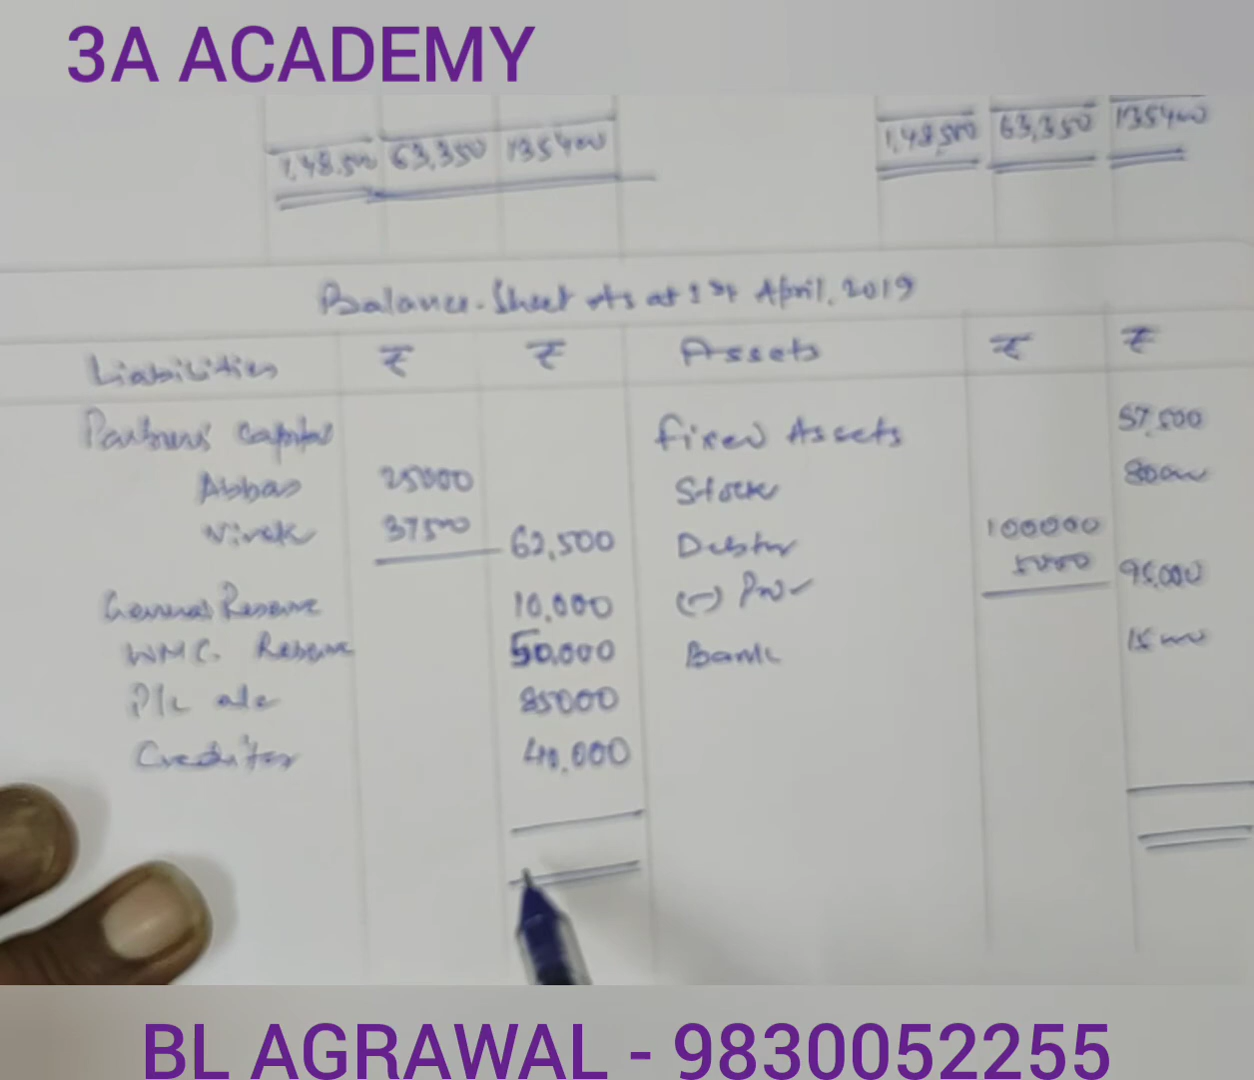 3A ACADEMY
1,48,500 63,350 135400 1,48,500 63,350 135400
Balance Sheet As at 1st April, 2019
Liabilities ₹ ₹ Assets ₹ ₹
Partners' Capital Fixed Assets 57,500
Abbas 25000 Stock 80000
Vivek 37500 62,500 Debtor 100000
General Reserve 10,000 (-) Prov 5000 95,000
WMC. Reserve 50,000 Bank
P/L a/c 85000
Creditor 40,000
BL AGRAWAL - 9830052255